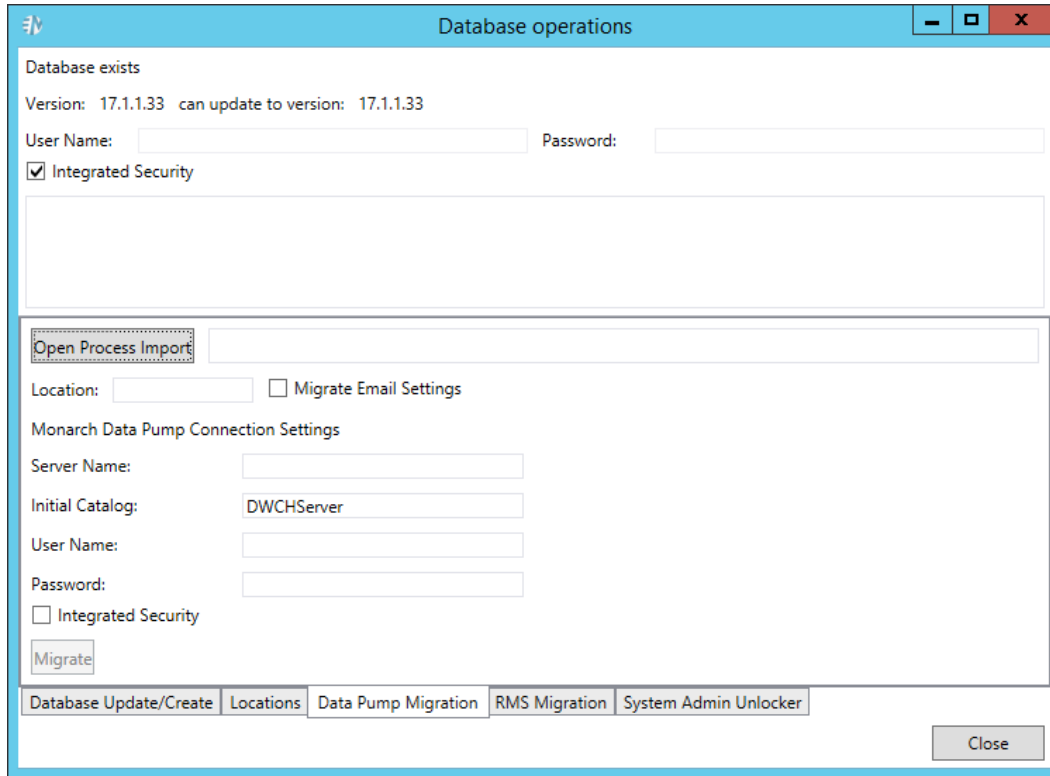 Database operations
Database exists
Version: 17.1.1.33 can update to version: 17.1.1.33
User Name: Password:
Integrated Security
Open Process Import
Location: Migrate Email Settings
Monarch Data Pump Connection Settings
Server Name:
Initial Catalog: DWCHServer
User Name:
Password:
Integrated Security
Migrate
Database Update/Create Locations Data Pump Migration RMS Migration System Admin Unlocker
Close